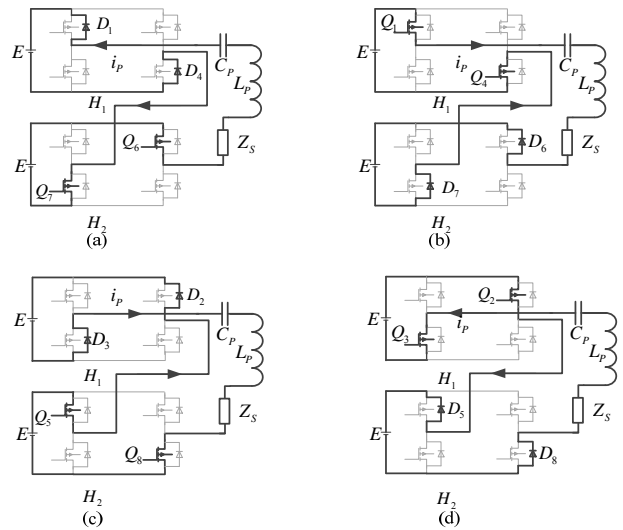 D1
E
iP
CP
LP
D4
H1
Q6
ZS
E
Q7
H2
(a)
Q1
E
iP
CP
LP
Q4
H1
D6
ZS
E
D7
H2
(b)
iP
D2
E
CP
LP
D3
H1
Q5
ZS
E
Q8
H2
(c)
Q2
E
Q3
iP
CP
LP
H1
D5
ZS
E
D8
H2
(d)